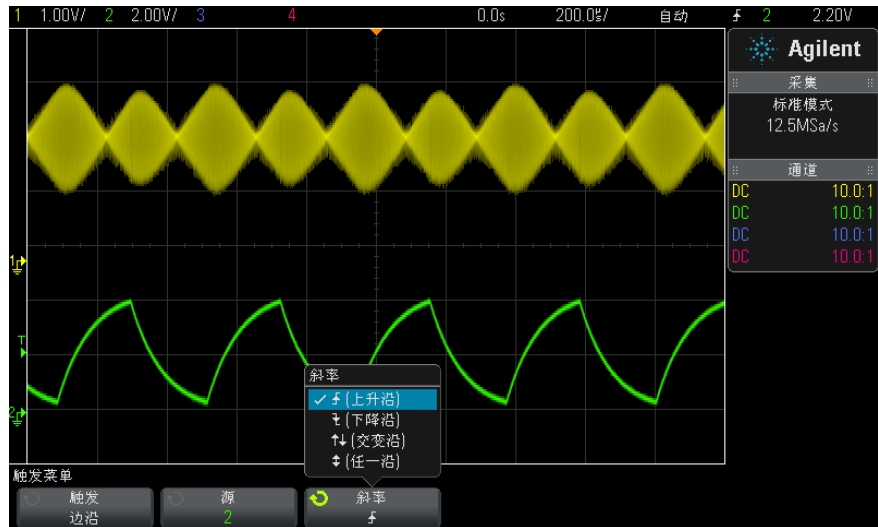 1 1.00V/ 2 2.00V/ 3 4 0.0s 200.0㎲/ 自动 2 2.20V
Agilent
采集
标准模式
12.5MSa/s
通道
DC 10.0:1
DC 10.0:1
DC 10.0:1
DC 10.0:1
1
T
2
斜率
✓ (上升沿)
(下降沿)
↑↓ (交变沿)
↕ (任一沿)
触发菜单
触发 源 斜率
边沿 2